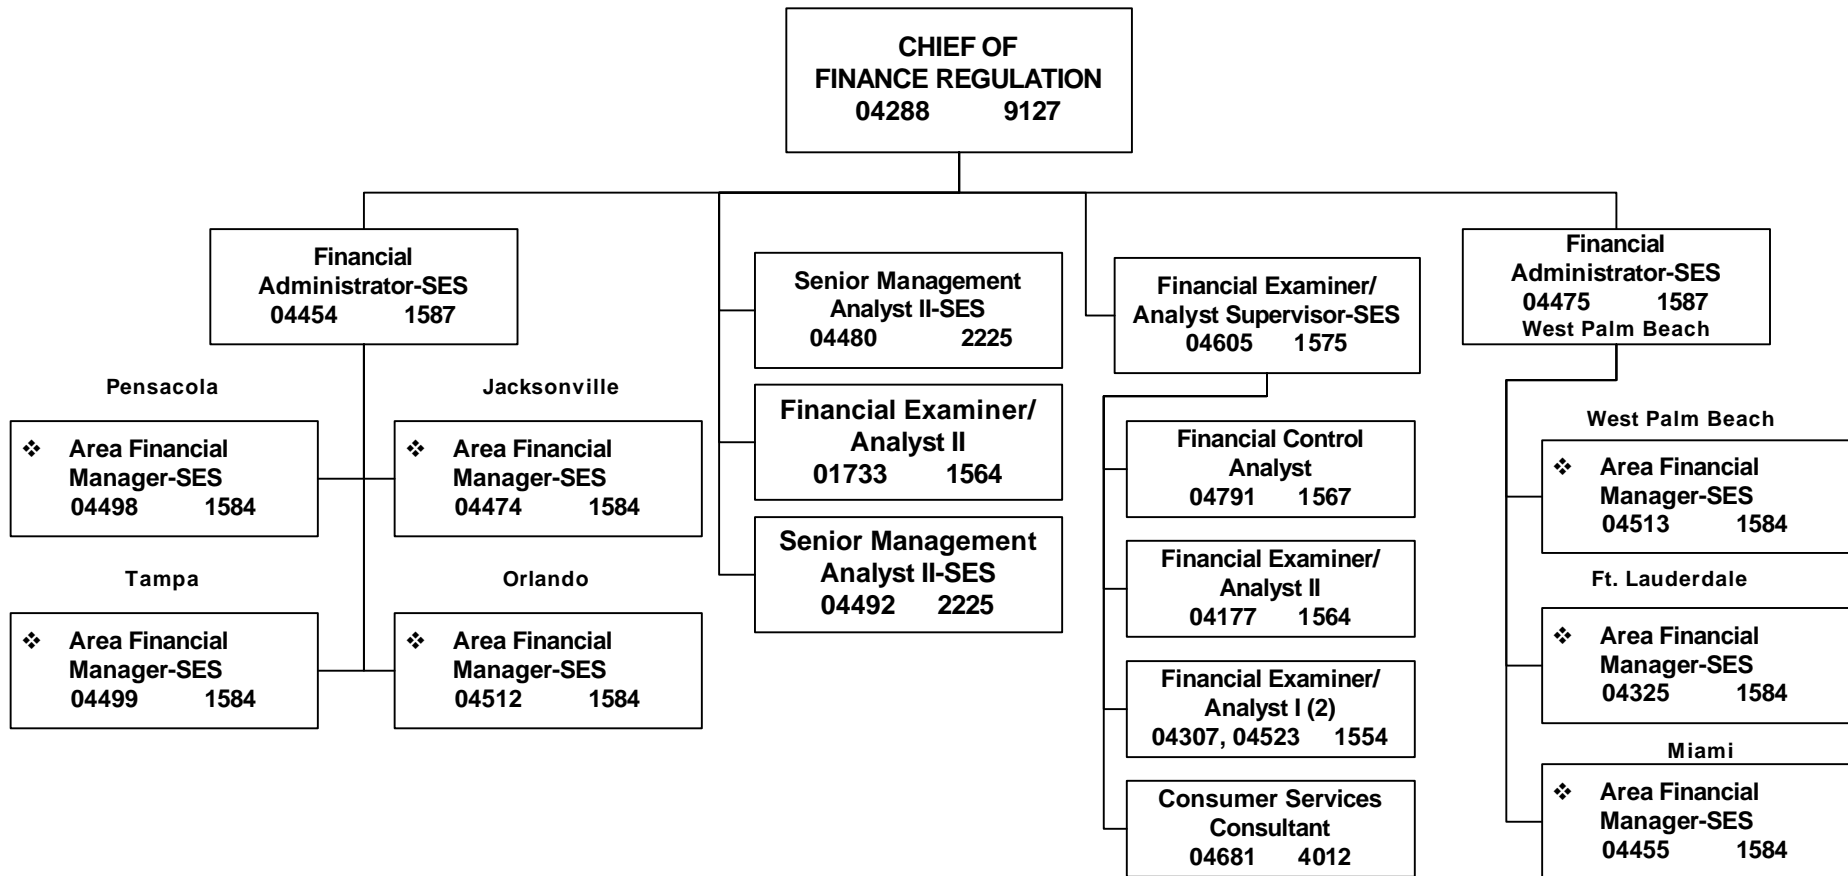 CHIEF OF
FINANCE REGULATION
04288 9127
Financial
Administrator-SES
04454 1587
Pensacola
❖ Area Financial
Manager-SES
04498 1584
Jacksonville
❖ Area Financial
Manager-SES
04474 1584
Tampa
❖ Area Financial
Manager-SES
04499 1584
Orlando
❖ Area Financial
Manager-SES
04512 1584
Senior Management
Analyst II-SES
04480 2225
Financial Examiner/
Analyst II
01733 1564
Senior Management
Analyst II-SES
04492 2225
Financial Examiner/
Analyst Supervisor-SES
04605 1575
Financial Control
Analyst
04791 1567
Financial Examiner/
Analyst II
04177 1564
Financial Examiner/
Analyst I (2)
04307, 04523 1554
Consumer Services
Consultant
04681 4012
Financial
Administrator-SES
04475 1587
West Palm Beach
West Palm Beach
❖ Area Financial
Manager-SES
04513 1584
Ft. Lauderdale
❖ Area Financial
Manager-SES
04325 1584
Miami
❖ Area Financial
Manager-SES
04455 1584